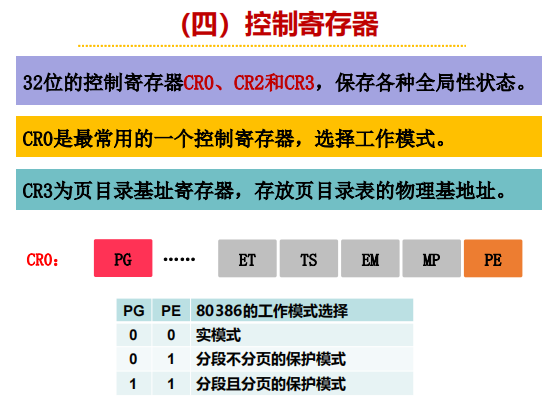 (四）控制寄存器
32位的控制寄存器CR0、CR2和CR3，保存各种全局性状态。
CR0是最常用的一个控制寄存器，选择工作模式。
CR3为页目录基址寄存器，存放页目录表的物理基地址。
CR0： PG …… ET TS EM MP PE
PG PE 80386的工作模式选择
0 0 实模式
0 1 分段不分页的保护模式
1 1 分段且分页的保护模式